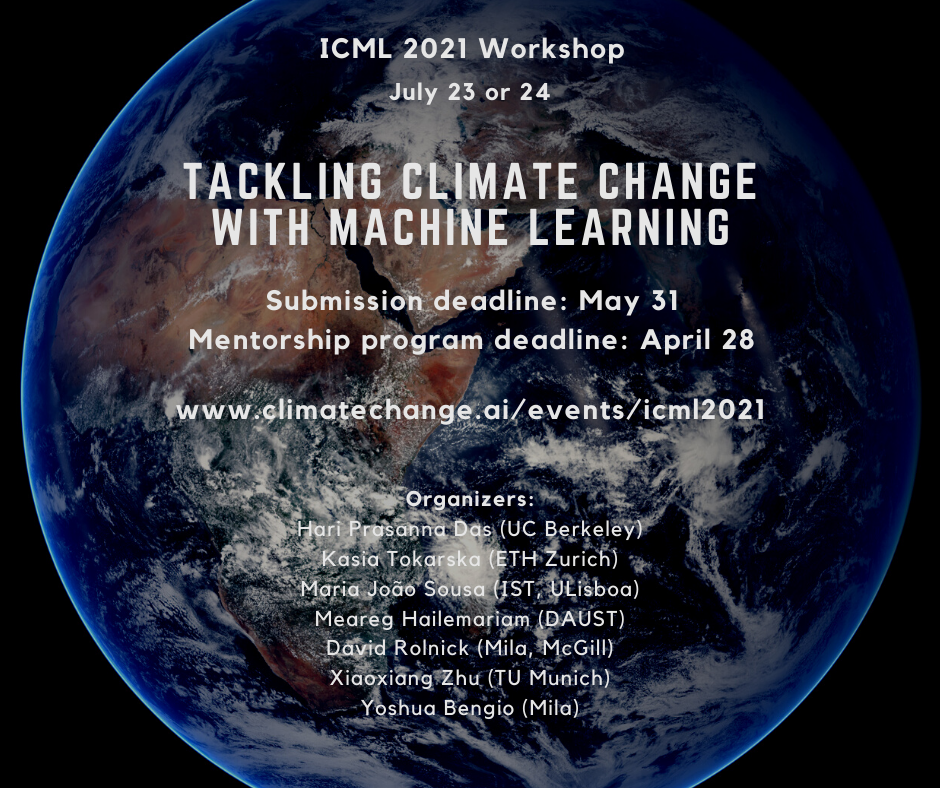 ICML 2021 Workshop
July 23 or 24
TACKLING CLIMATE CHANGE
WITH MACHINE LEARNING
Submission deadline: May 31
Mentorship program deadline: April 28
www.climatechange.ai/events/icml2021
Organizers:
Hari Prasanna Das (UC Berkeley)
Kasia Tokarska (ETH Zurich)
Maria João Sousa (IST, ULisboa)
Meareg Hailemariam (DAUST)
David Rolnick (Mila, McGill)
Xiaoxiang Zhu (TU Munich)
Yoshua Bengio (Mila)